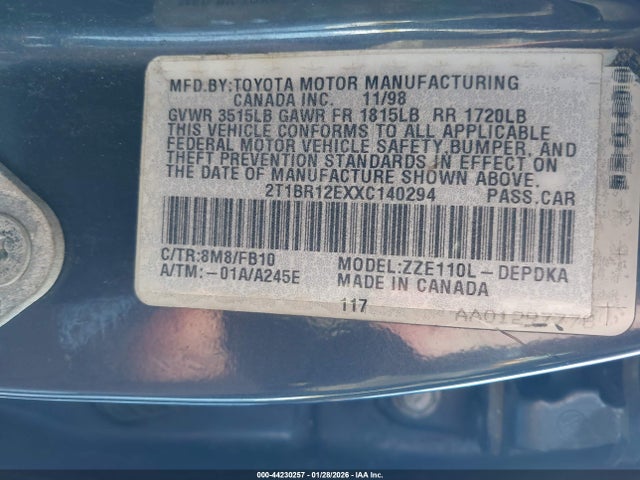 MFD.BY:TOYOTA MOTOR MANUFACTURING
CANADA INC. 11/98
GVWR 3515LB GAWR FR 1815LB RR 1720LB
THIS VEHICLE CONFORMS TO ALL APPLICABLE
FEDERAL MOTOR VEHICLE SAFETY,BUMPER, AND
THEFT PREVENTION STANDARDS IN EFFECT ON
THE DATE OF MANUFACTURE SHOWN ABOVE.
2T1BR12EXXC140294 PASS.CAR
C/TR:8M8/FB10 MODEL:ZZE110L-DEPDKA
A/TM:-01A/A245E MADE IN CANADA
117
000-44230257 - 01/28/2026 - IAA Inc.